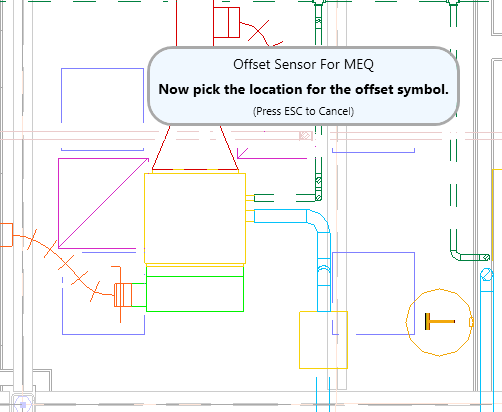 Offset Sensor For MEQ
Now pick the location for the offset symbol.
(Press ESC to Cancel)